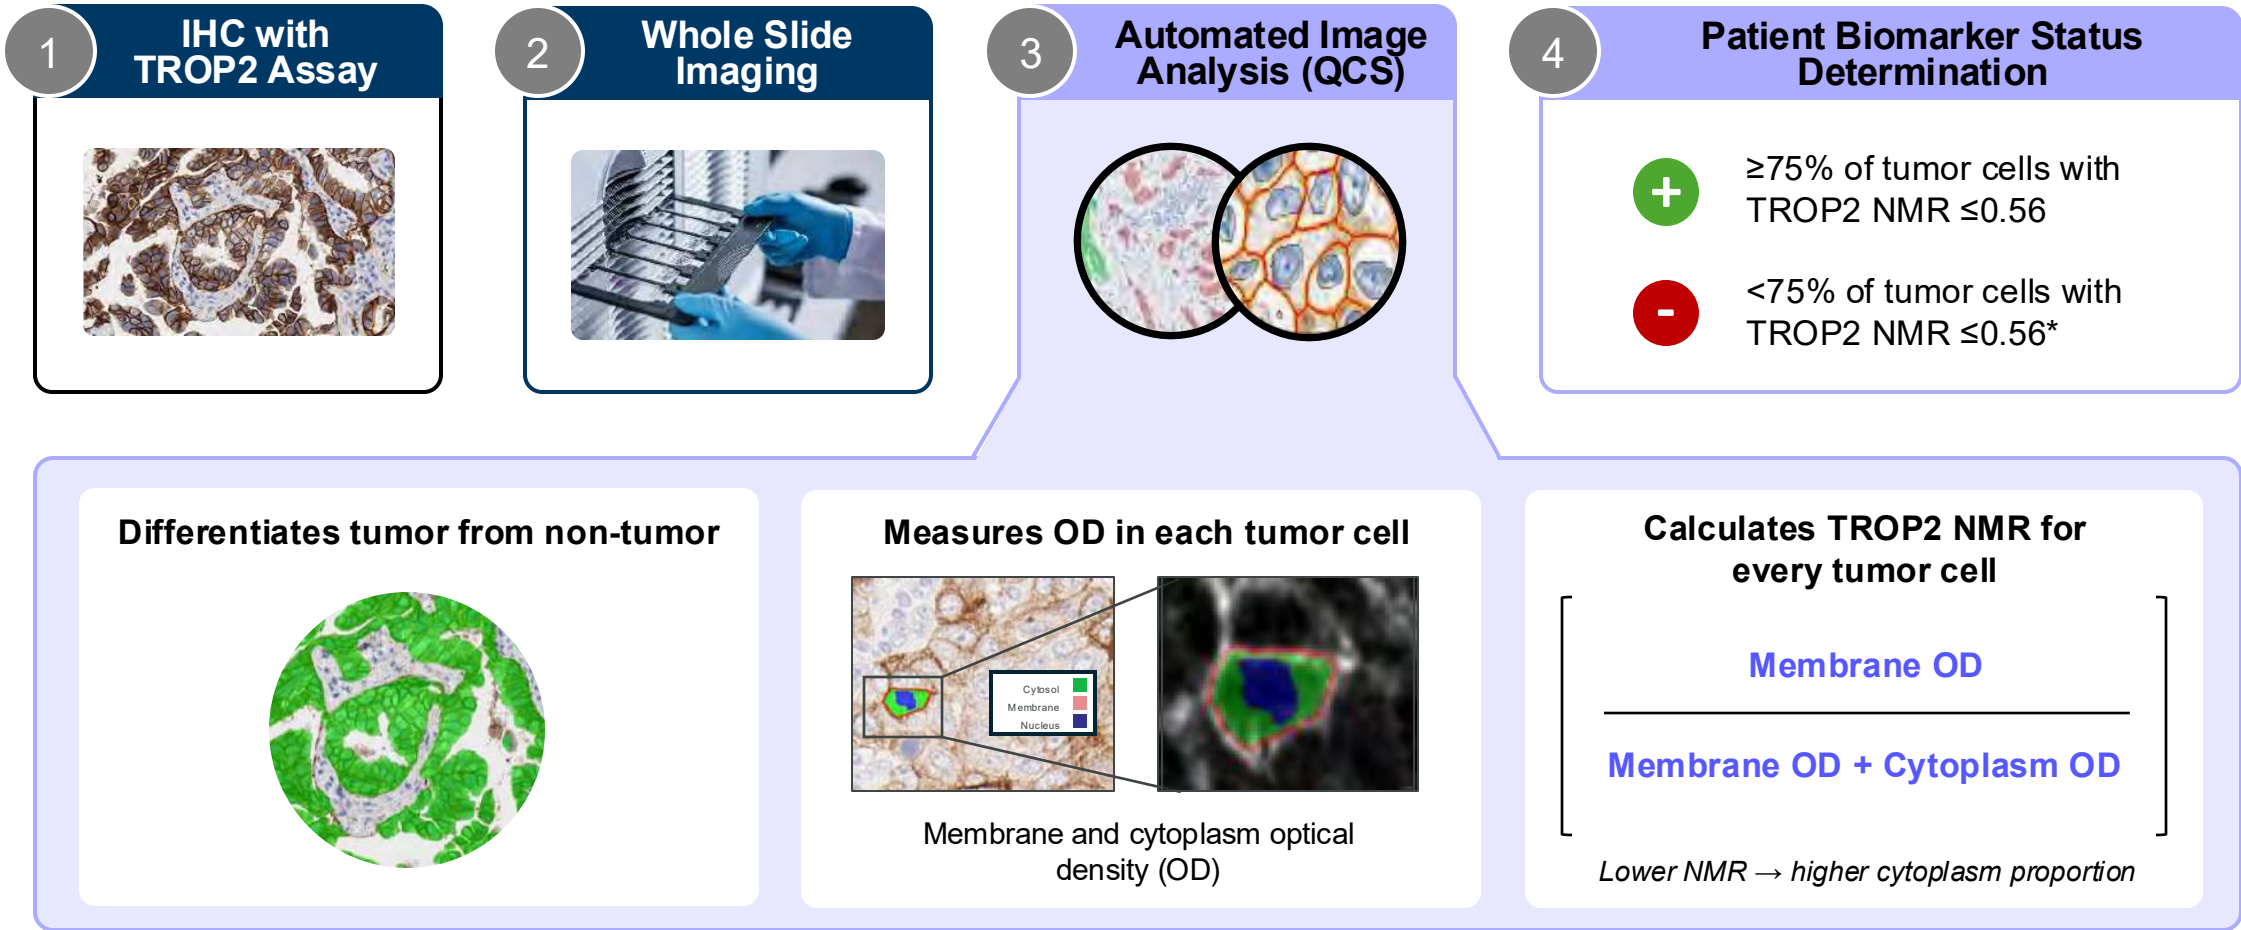 1
IHC with
TROP2 Assay
2
Whole Slide
Imaging
3
Automated Image
Analysis (QCS)
4
Patient Biomarker Status
Determination
+
≥75% of tumor cells with
TROP2 NMR ≤0.56
-
<75% of tumor cells with
TROP2 NMR ≤0.56*
Differentiates tumor from non-tumor
Measures OD in each tumor cell
Cytosol
Membrane
Nucleus
Membrane and cytoplasm optical
density (OD)
Calculates TROP2 NMR for
every tumor cell
Membrane OD
Membrane OD + Cytoplasm OD
Lower NMR → higher cytoplasm proportion